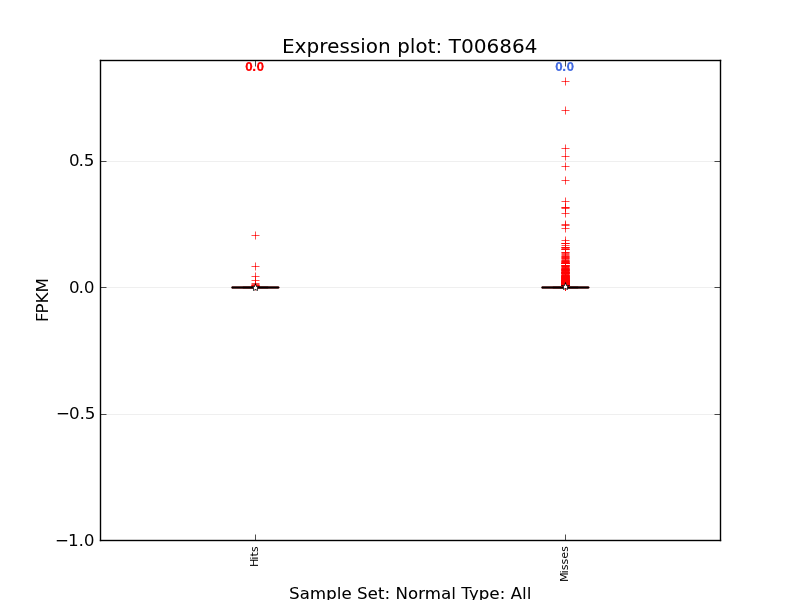 Expression plot: T006864
0.0 0.0
0.5
0.0
−0.5
−1.0
FPKM
Hits
Misses
Sample Set: Normal Type: All